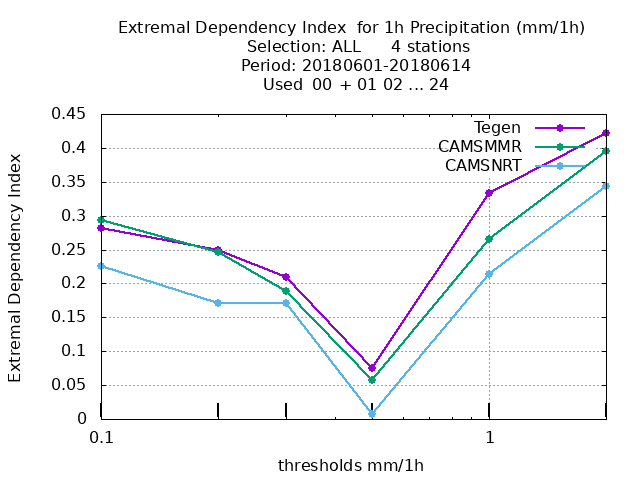 Extremal Dependency Index  for 1h Precipitation (mm/1h)
Selection: ALL      4 stations
Period: 20180601-20180614
Used  00  + 01 02 ... 24
Extremal Dependency Index
0.45
0.4
0.35
0.3
0.25
0.2
0.15
0.1
0.05
0
Tegen
CAMSMMR
CAMSNRT
0.1
1
thresholds mm/1h